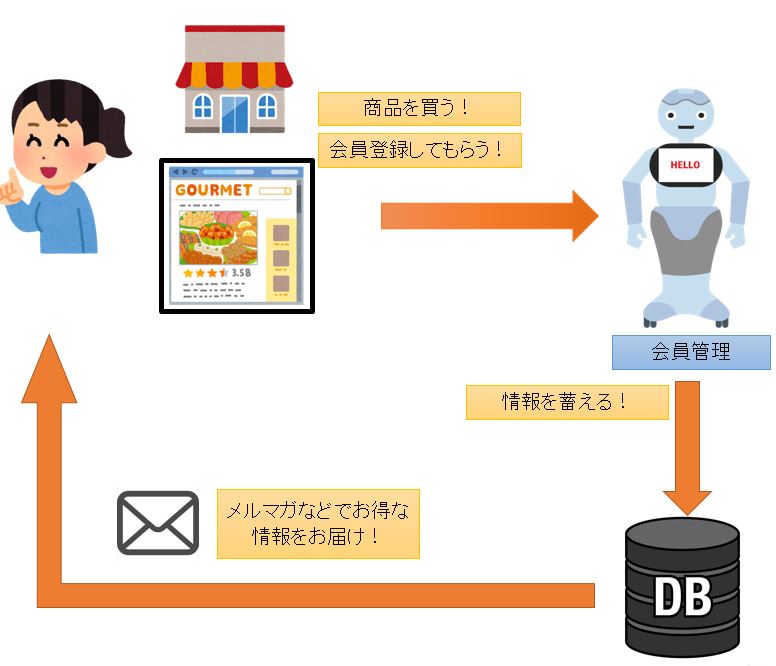 商品を買う！
会員登録してもらう！
GOURMET
3.58
HELLO
会員管理
情報を蓄える！
メルマガなどでお得な
情報をお届け！
DB